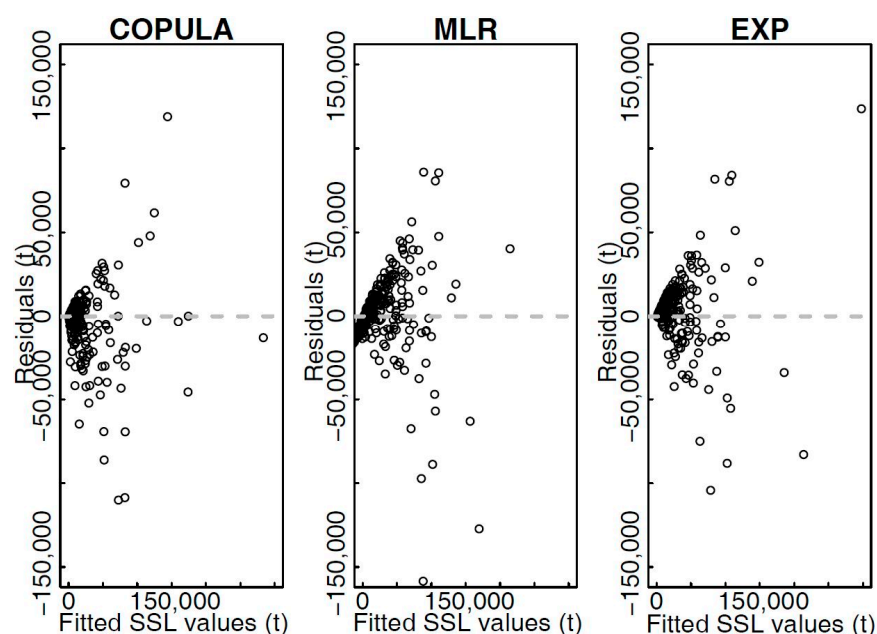 COPULA
Residuals (t)
150,000
50,000
0
−50,000
−150,000
0 150,000
Fitted SSL values (t)
MLR
Residuals (t)
150,000
50,000
0
−50,000
−150,000
0 150,000
Fitted SSL values (t)
EXP
Residuals (t)
150,000
50,000
0
−50,000
−150,000
0 150,000
Fitted SSL values (t)